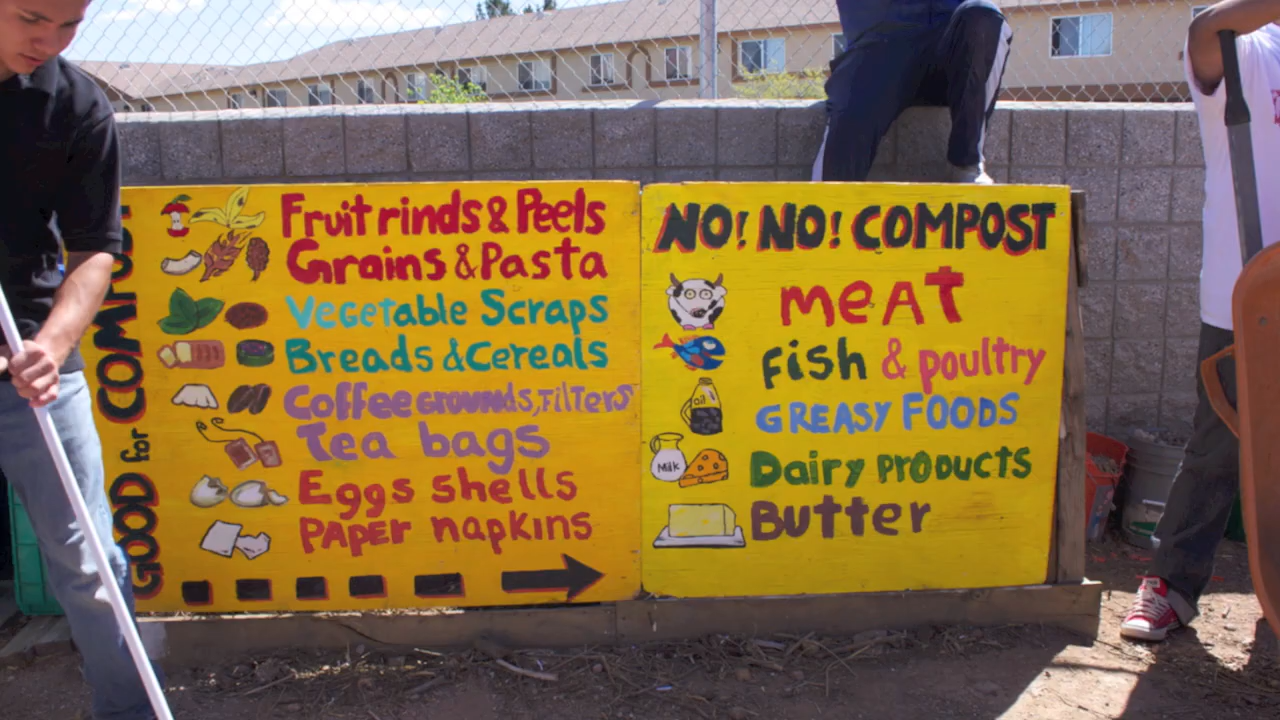 GOOD for COMPOST
Fruit rinds & Peels
Grains & Pasta
Vegetable Scraps
Breads & Cereals
Coffee grounds, Filters
Tea bags
Eggs shells
PAPER napkins
NO! NO! COMPOST
meAT
Fish & poultry
Oil
GREASY FOODS
Milk
Dairy PRODUCTS
Butter